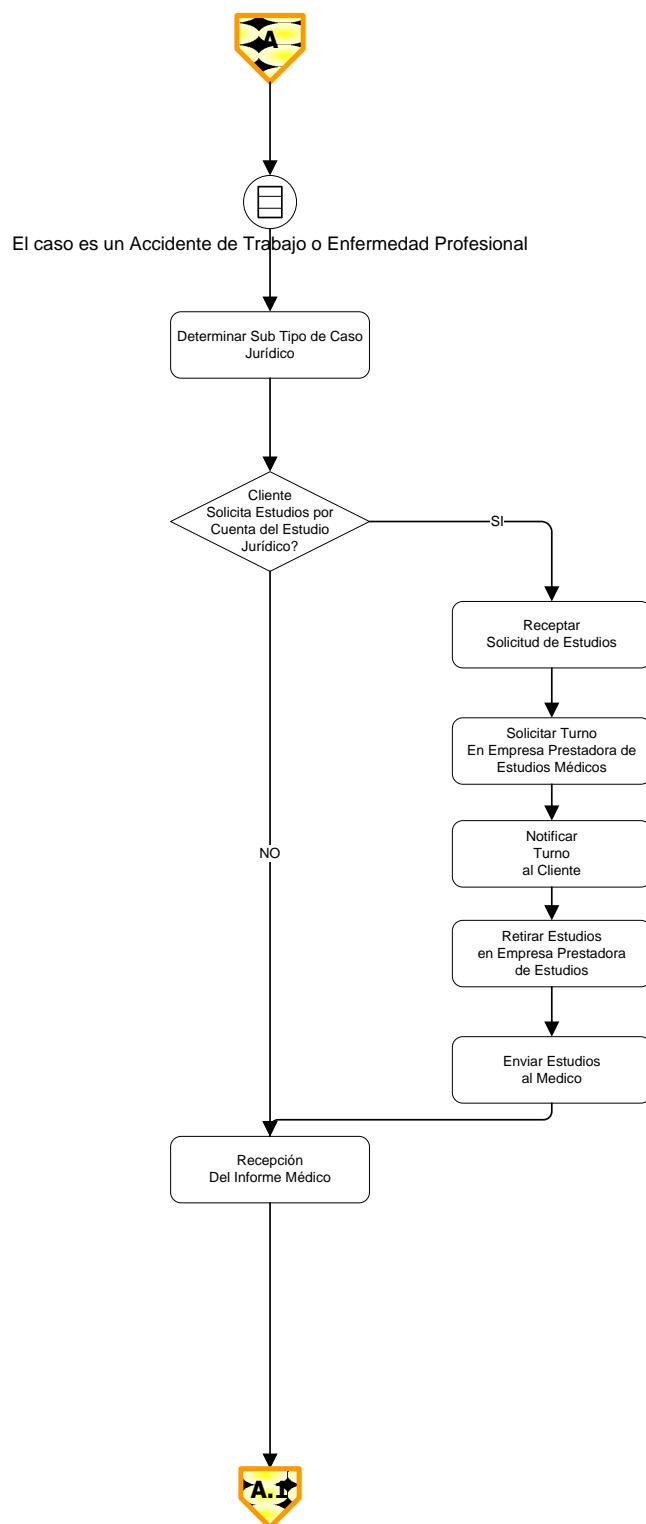 A
El caso es un Accidente de Trabajo o Enfermedad Profesional
Determinar Sub Tipo de Caso
Jurídico
Cliente
Solicita Estudios por
Cuenta del Estudio
Jurídico?
SI
Receptar
Solicitud de Estudios
Solicitar Turno
En Empresa Prestadora de
Estudios Médicos
Notificar
Turno
al Cliente
NO
Retirar Estudios
en Empresa Prestadora
de Estudios
Enviar Estudios
al Medico
Recepción
Del Informe Médico
A.1